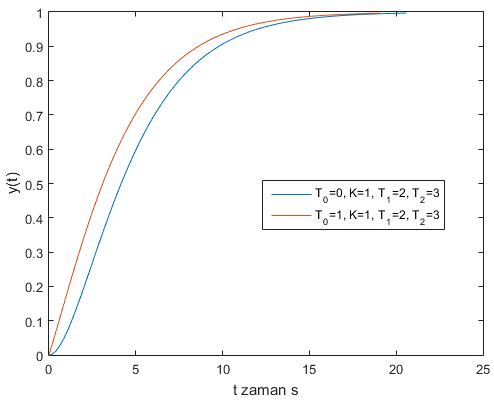 1
0.9
0.8
0.7
0.6
0.5
0.4
0.3
0.2
0.1
0
y(t)
T0=0, K=1, T1=2, T2=3
T0=1, K=1, T1=2, T2=3
0 5 10 15 20 25
t zaman s